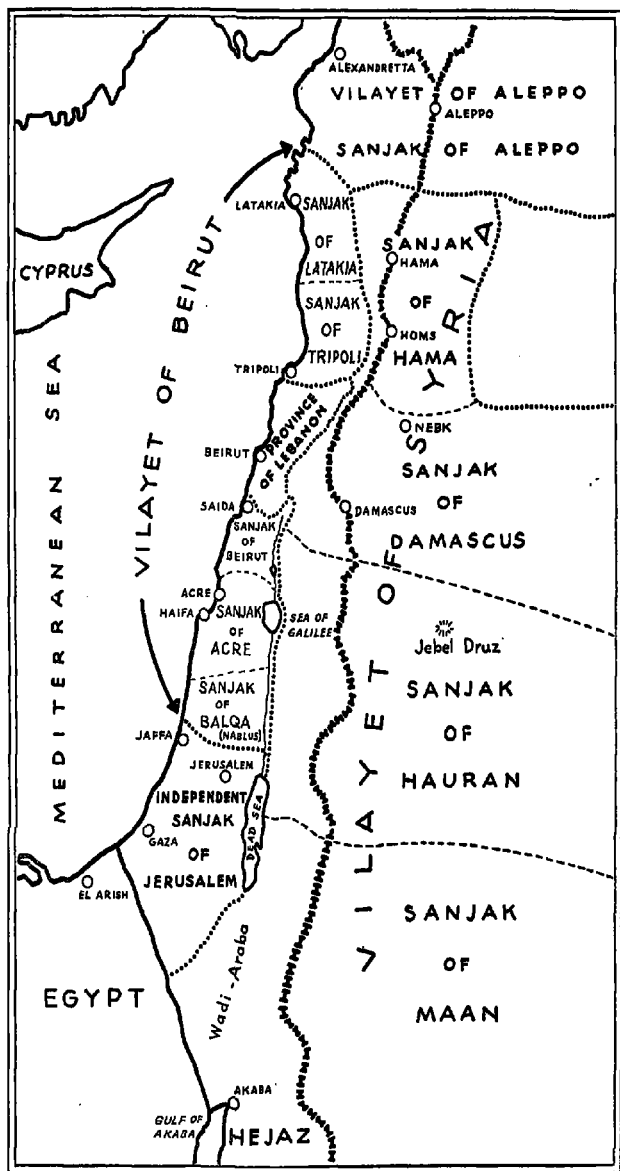 ALEXANDRETTA
VILAYET OF ALEPPO
ALEPPO
SANJAK OF ALEPPO
LATAKIA
SANJAK
OF
LATAKIA
SANJAK
HAMA
OF
HOMS
HAMA
CYPRUS
SANJAK
OF
TRIPOLI
TRIPOLI
VILAYET OF BEIRUT
MEDITERRANEAN SEA
PROVINCE
OF LEBANON
BEIRUT
NEBK
SANJAK
OF
DAMASCUS
DAMASCUS
SAIDA
SANJAK
OF
BEIRUT
ACRE
HAIFA
SANJAK
OF
ACRE
SEA OF
GALILEE
Jebel Druz
SANJAK
OF
HAURAN
SANJAK
OF
BALQA
(NABLUS)
JAFFA
JERUSALEM
INDEPENDENT
SANJAK
OF
JERUSALEM
GAZA
DEAD SEA
EL ARISH
VILAYET OF SYRIA
SANJAK
OF
MAAN
Wadi-Araba
EGYPT
AKABA
GULF OF
AKABA
HEJAZ